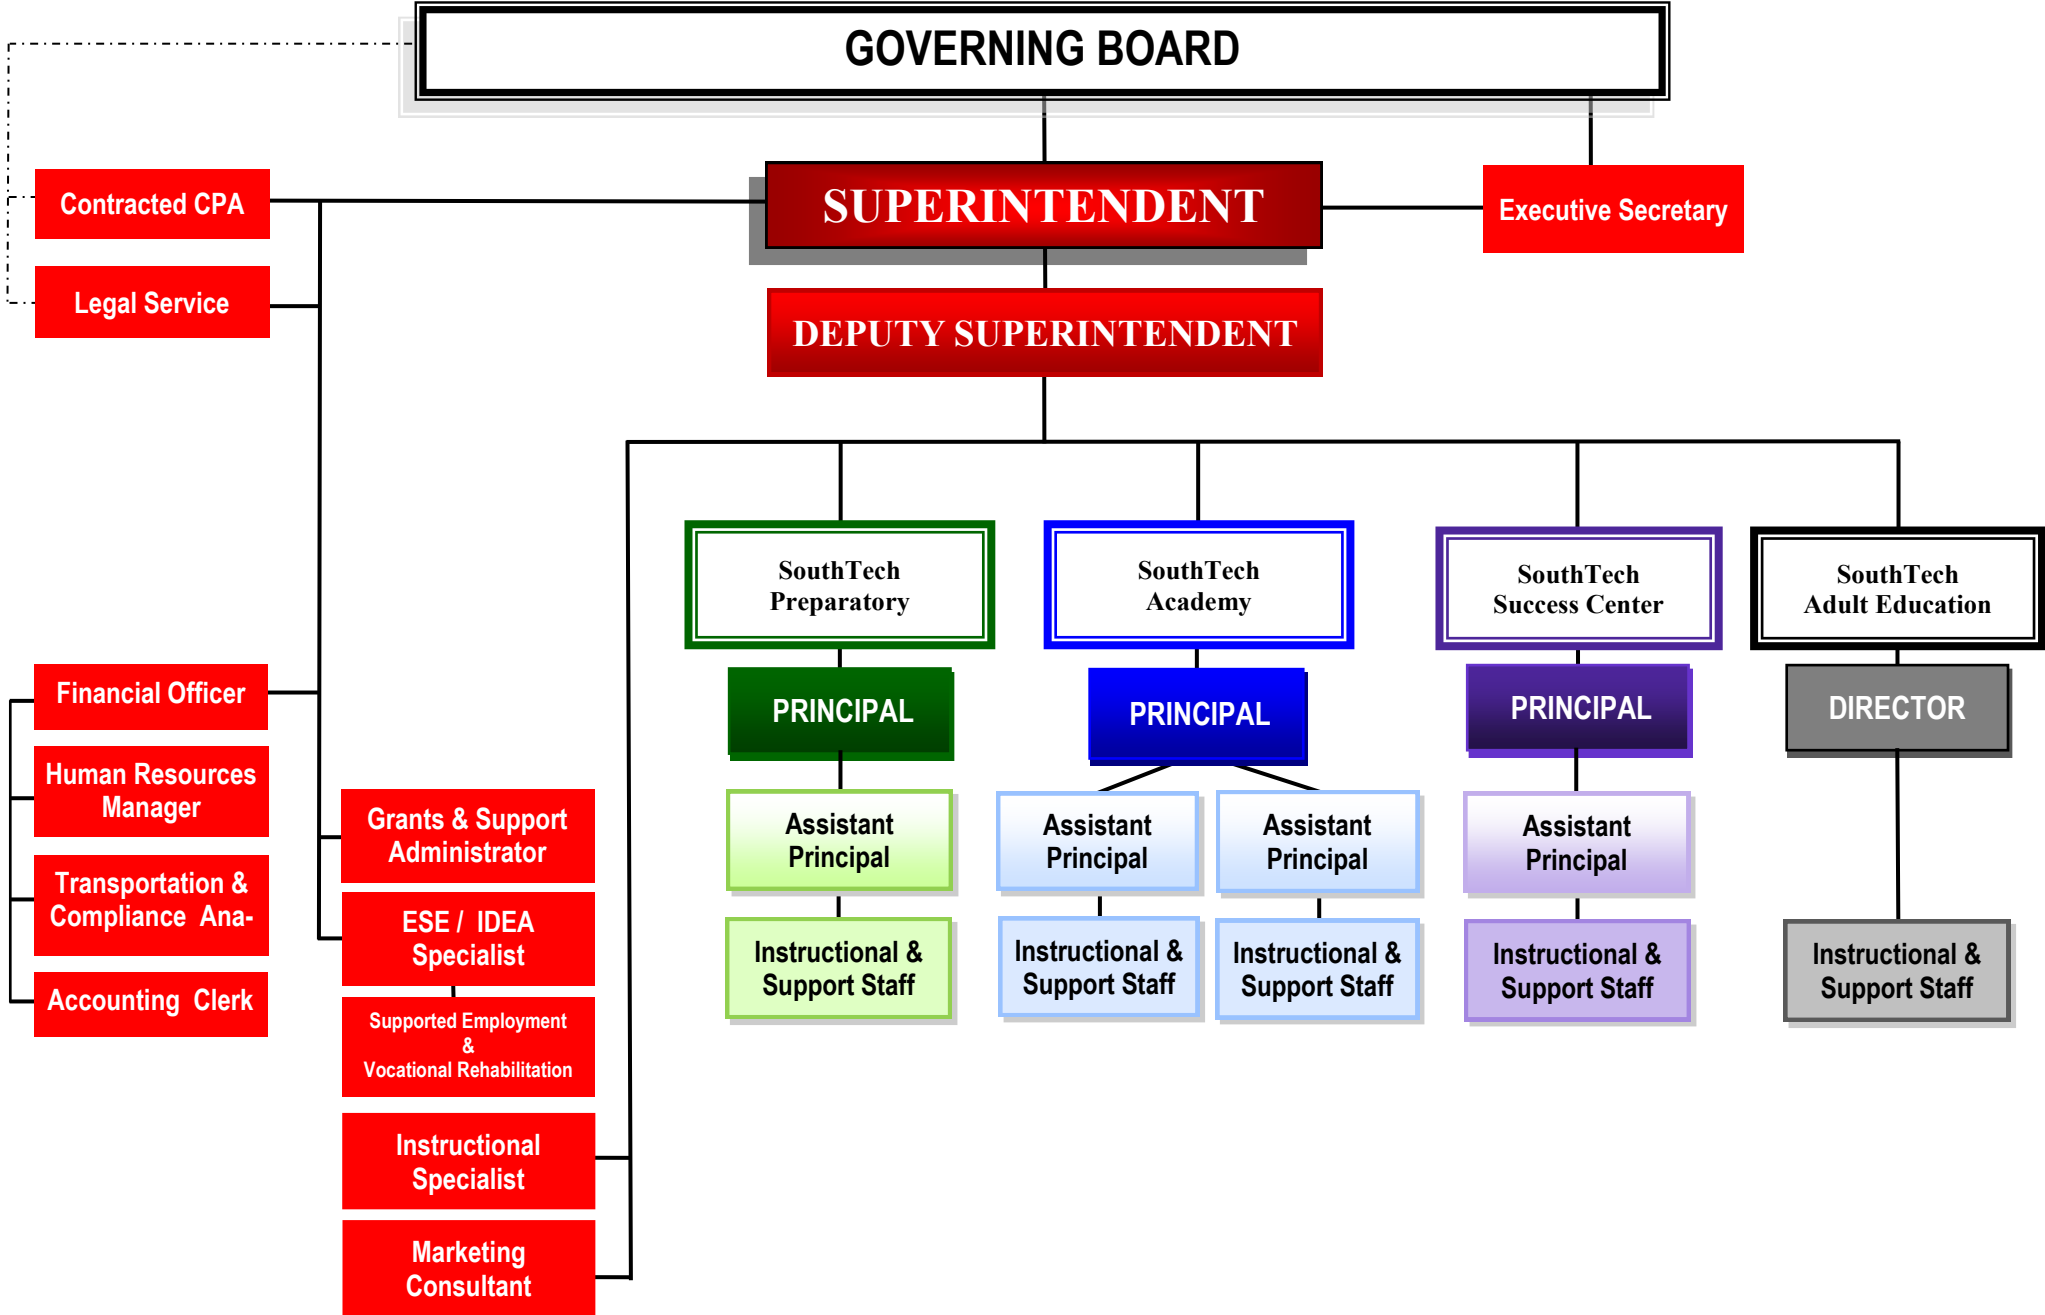 GOVERNING BOARD
SUPERINTENDENT
Contracted CPA
Executive Secretary
Legal Service
DEPUTY SUPERINTENDENT
SouthTech
Preparatory
SouthTech
Academy
SouthTech
Success Center
SouthTech
Adult Education
Financial Officer
PRINCIPAL
PRINCIPAL
PRINCIPAL
DIRECTOR
Human Resources
Manager
Grants & Support
Administrator
Assistant
Principal
Assistant
Principal
Assistant
Principal
Assistant
Principal
Transportation &
Compliance Ana-
ESE / IDEA
Specialist
Instructional &
Support Staff
Instructional &
Support Staff
Instructional &
Support Staff
Instructional &
Support Staff
Instructional &
Support Staff
Accounting Clerk
Supported Employment
&
Vocational Rehabilitation
Instructional
Specialist
Marketing
Consultant